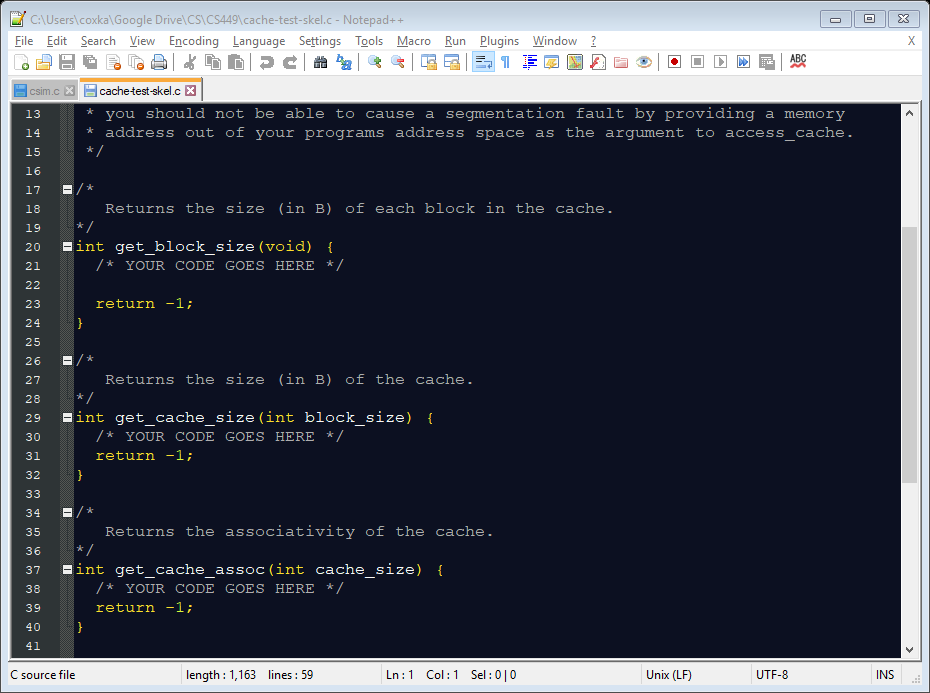 C:\Users\coxka\Google Drive\CS\CS449\cache-test-skel.c - Notepad++
File Edit Search View Encoding Language Settings Tools Macro Run Plugins Window ? X
ABC
csim.c cache-test-skel.c
13 * you should not be able to cause a segmentation fault by providing a memory
14 * address out of your programs address space as the argument to access_cache.
15 */
16
17 /*
18 Returns the size (in B) of each block in the cache.
19 */
20 int get_block_size(void) {
21 /* YOUR CODE GOES HERE */
22
23 return -1;
24 }
25
26 /*
27 Returns the size (in B) of the cache.
28 */
29 int get_cache_size(int block_size) {
30 /* YOUR CODE GOES HERE */
31 return -1;
32 }
33
34 /*
35 Returns the associativity of the cache.
36 */
37 int get_cache_assoc(int cache_size) {
38 /* YOUR CODE GOES HERE */
39 return -1;
40 }
41
C source file length : 1,163 lines : 59 Ln : 1 Col : 1 Sel : 0 | 0 Unix (LF) UTF-8 INS